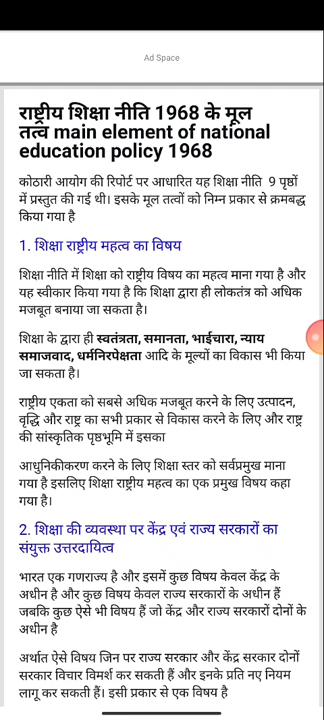 Ad Space
राष्ट्रीय शिक्षा नीति 1968 के मूल
तत्व main element of national
education policy 1968
कोठारी आयोग की रिपोर्ट पर आधारित यह शिक्षा नीति 9 पृष्ठों
में प्रस्तुत की गई थी। इसके मूल तत्वों को निम्न प्रकार से क्रमबद्ध
किया गया है
1. शिक्षा राष्ट्रीय महत्व का विषय
शिक्षा नीति में शिक्षा को राष्ट्रीय विषय का महत्व माना गया है और
यह स्वीकार किया गया है कि शिक्षा द्वारा ही लोकतंत्र को अधिक
मजबूत बनाया जा सकता है।
शिक्षा के द्वारा ही स्वतंत्रता, समानता, भाईचारा, न्याय
समाजवाद, धर्मनिरपेक्षता आदि के मूल्यों का विकास भी किया
जा सकता है।
राष्ट्रीय एकता को सबसे अधिक मजबूत करने के लिए उत्पादन,
वृद्धि और राष्ट्र का सभी प्रकार से विकास करने के लिए और राष्ट्र
की सांस्कृतिक पृष्ठभूमि में इसका
आधुनिकीकरण करने के लिए शिक्षा स्तर को सर्वप्रमुख माना
गया है इसलिए शिक्षा राष्ट्रीय महत्व का एक प्रमुख विषय कहा
गया है।
2. शिक्षा की व्यवस्था पर केंद्र एवं राज्य सरकारों का
संयुक्त उत्तरदायित्व
भारत एक गणराज्य है और इसमें कुछ विषय केवल केंद्र के
अधीन है और कुछ विषय केवल राज्य सरकारों के अधीन हैं
जबकि कुछ ऐसे भी विषय हैं जो केंद्र और राज्य सरकारों दोनों के
अधीन है
अर्थात ऐसे विषय जिन पर राज्य सरकार और केंद्र सरकार दोनों
सरकार विचार विमर्श कर सकती हैं और इनके प्रति नए नियम
लागू कर सकती हैं। इसी प्रकार से एक विषय है